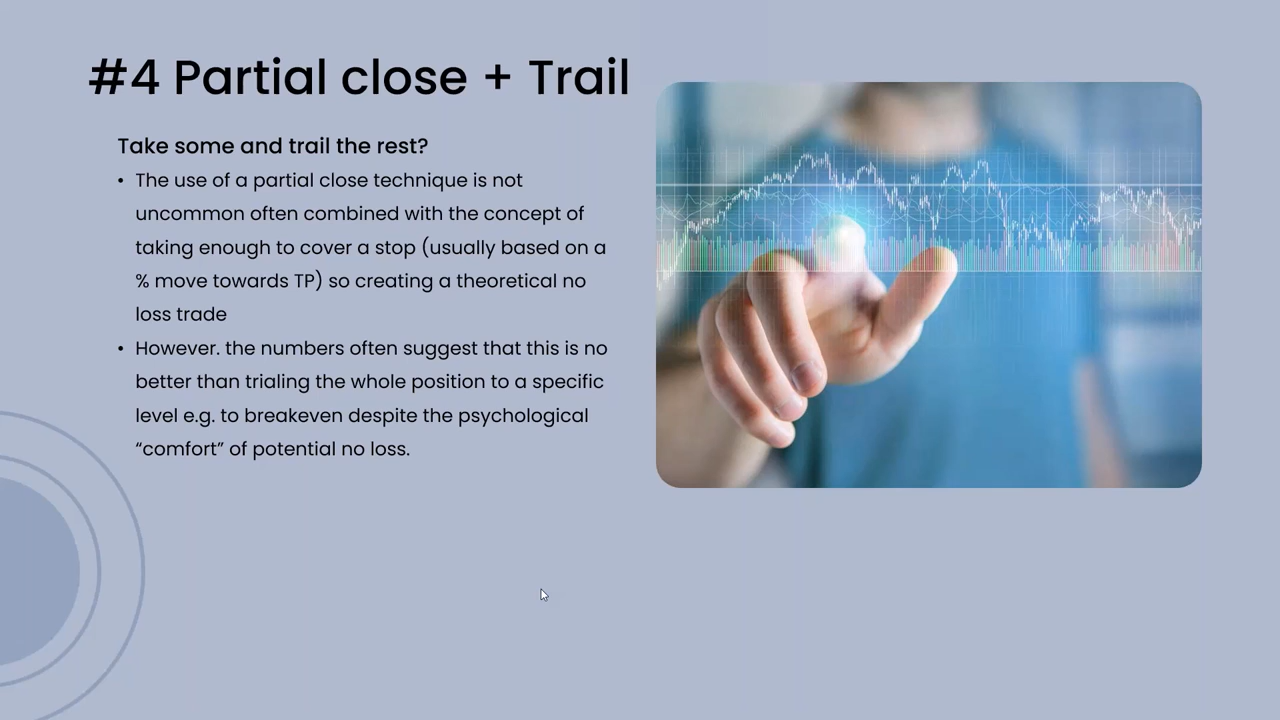 #4 Partial close + Trail
Take some and trail the rest?
• The use of a partial close technique is not
uncommon often combined with the concept of
taking enough to cover a stop (usually based on a
% move towards TP) so creating a theoretical no
loss trade
• However. the numbers often suggest that this is no
better than trialing the whole position to a specific
level e.g. to breakeven despite the psychological
“comfort” of potential no loss.